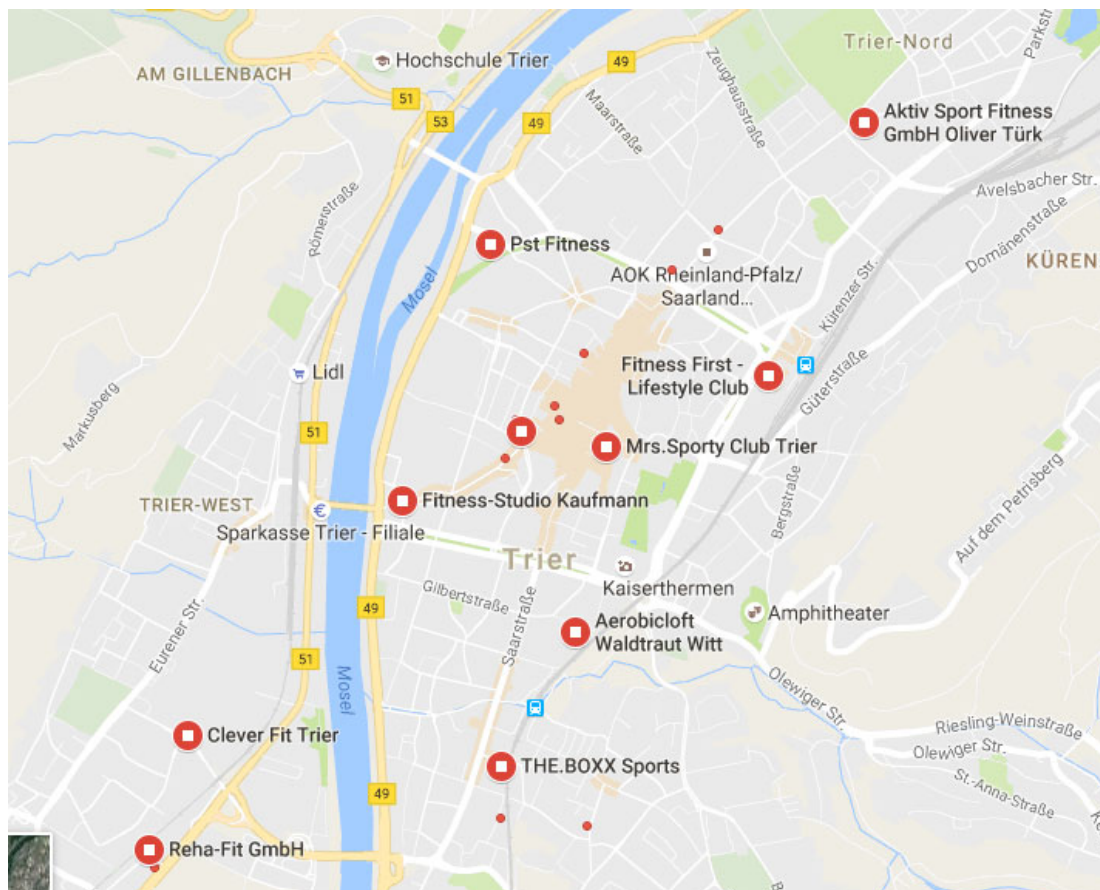 Hochschule Trier
AM GILLENBACH
Trier-Nord
Parkstr
49
51
53
49
Maarstraße
Zeughausstraße
Aktiv Sport Fitness
GmbH Oliver Türk
Avelsbacher Str.
Römerstraße
Pst Fitness
Domänenstraße
KÜREN
AOK Rheinland-Pfalz/
Saarland...
Mosel
Kürenzer Str.
Lidl
Fitness First -
Lifestyle Club
Güterstraße
Markusberg
51
Mrs.Sporty Club Trier
TRIER-WEST
Fitness-Studio Kaufmann
Bergstraße
Auf dem Petrisberg
Sparkasse Trier - Filiale
Trier
Kaiserthermen
Gilbertstraße
49
Amphitheater
Aerobicloft
Waldtraut Witt
Saarstraße
Eurener Str.
51
Mosel
Olewiger Str.
Riesling-Weinstraße
Olewiger Str.
Clever Fit Trier
THE.BOXX Sports
St.-Anna-Straße
49
Reha-Fit GmbH